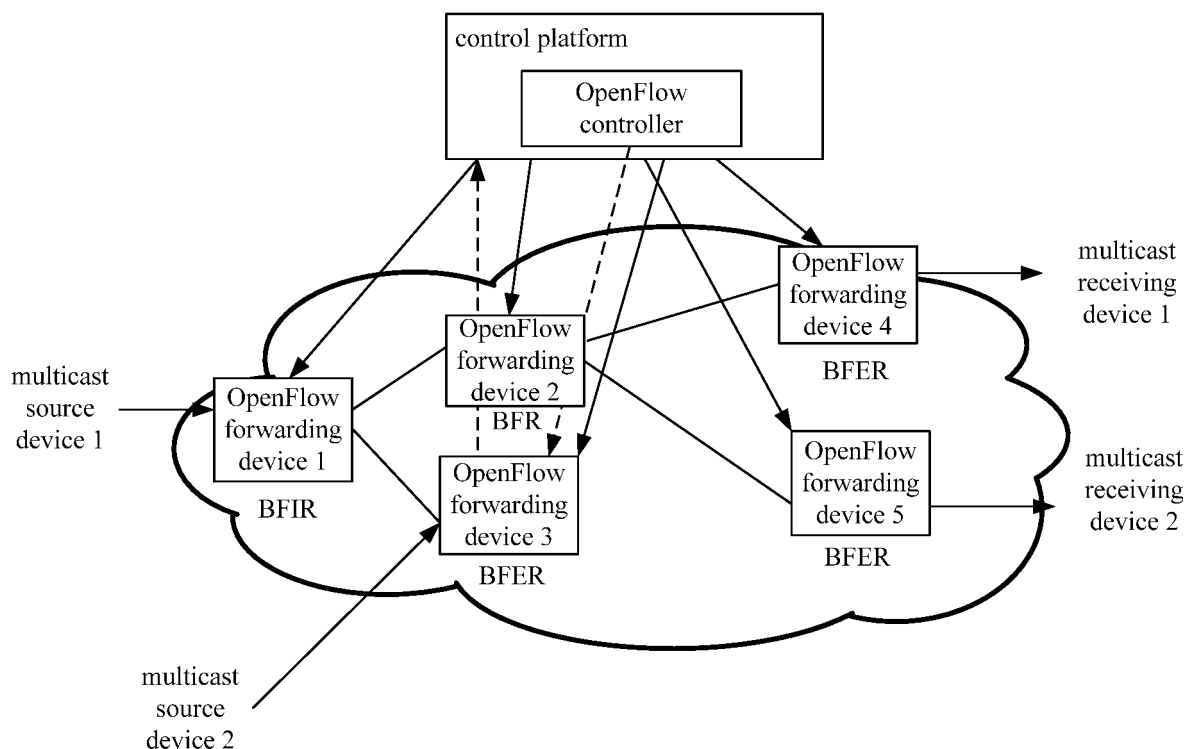 control platform
OpenFlow
controller
OpenFlow
forwarding
device 4
BFER
multicast
receiving
device 1
OpenFlow
forwarding
device 2
BFR
multicast
source
device 1
OpenFlow
forwarding
device 1
BFIR
OpenFlow
forwarding
device 3
BFER
OpenFlow
forwarding
device 5
BFER
multicast
receiving
device 2
multicast
source
device 2